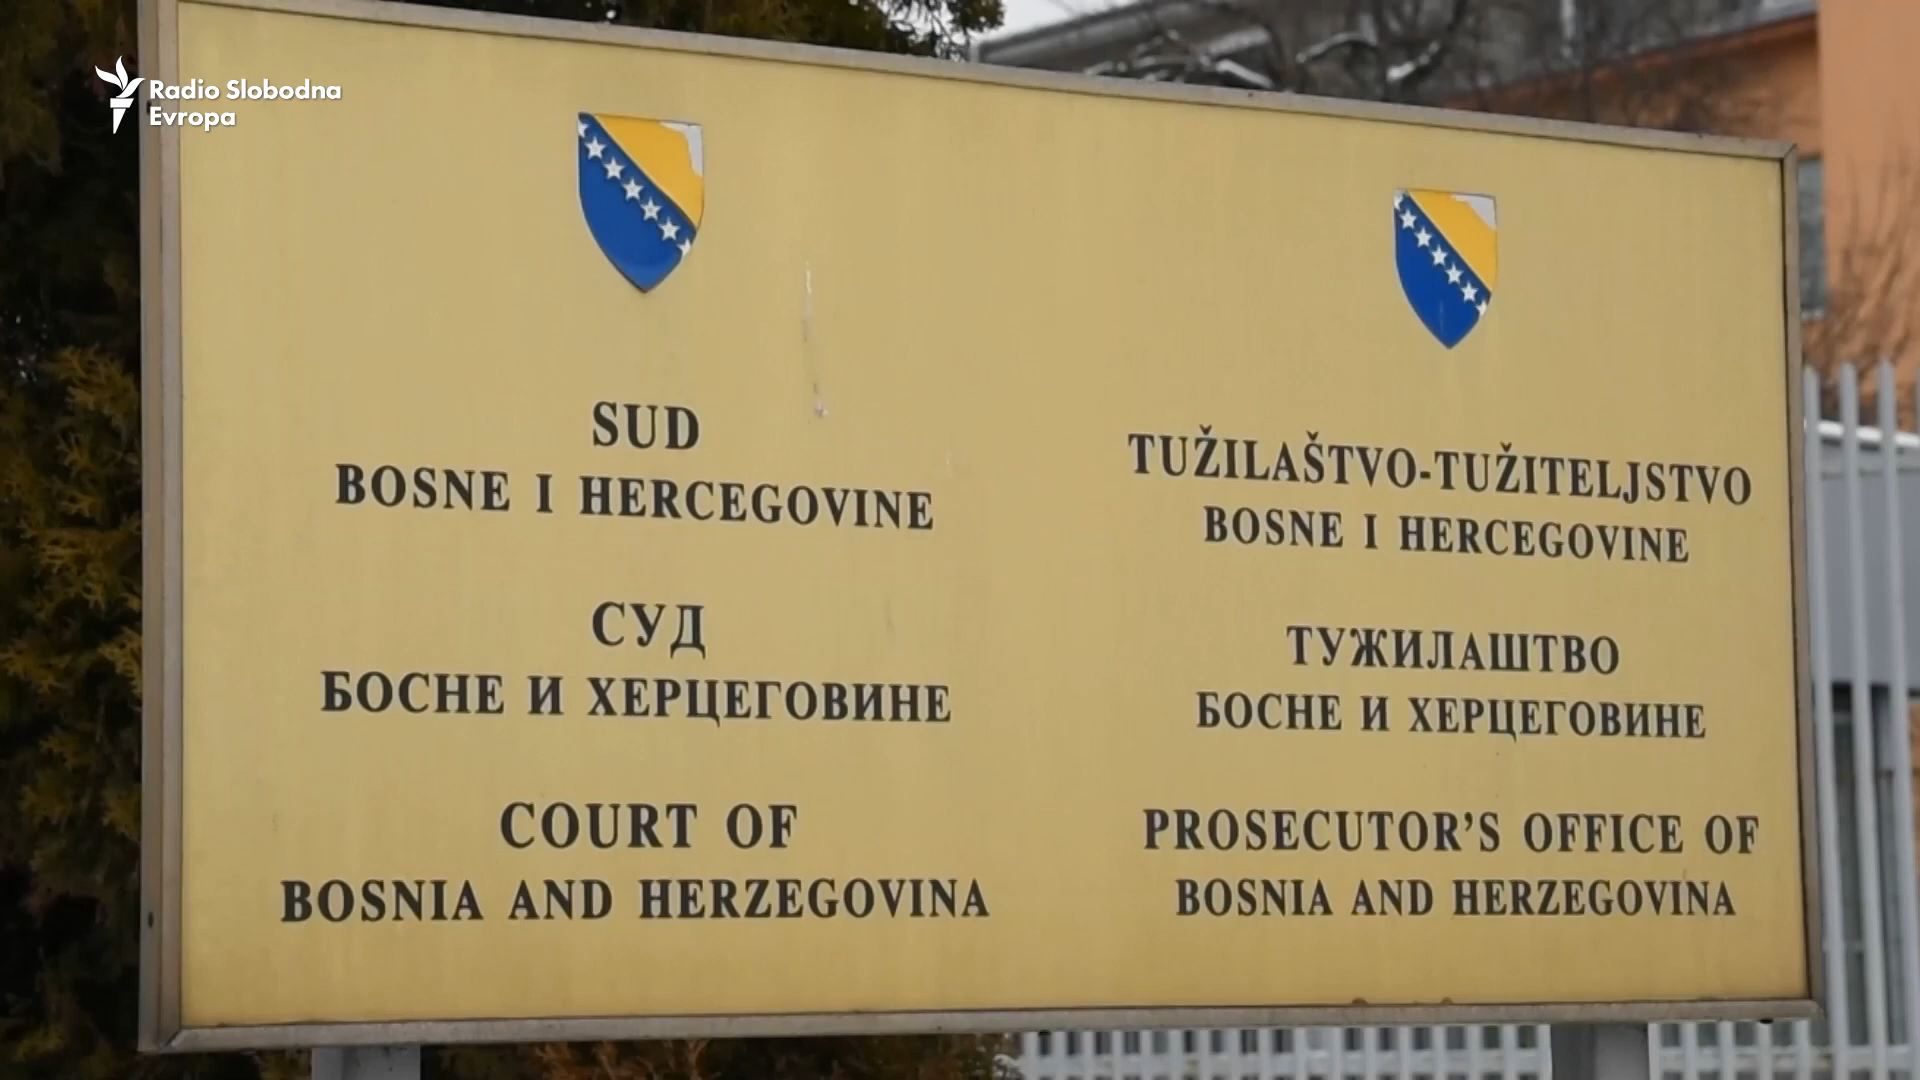 Radio Slobodna
Evropa
SUD
BOSNE I HERCEGOVINE
СУД
БОСНЕ И ХЕРЦЕГОВИНЕ
COURT OF
BOSNIA AND HERZEGOVINA
TUŽILAŠTVO-TUŽITELJSTVO
BOSNE I HERCEGOVINE
ТУЖИЛАШТВО
БОСНЕ И ХЕРЦЕГОВИНЕ
PROSECUTOR’S OFFICE OF
BOSNIA AND HERZEGOVINA